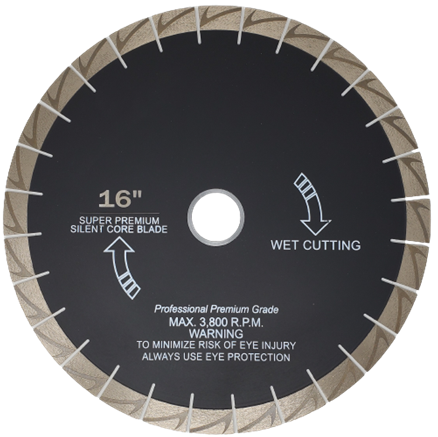 16"
SUPER PREMIUM
SILENT CORE BLADE
WET CUTTING
Professional Premium Grade
MAX. 3,800 R.P.M.
WARNING
TO MINIMIZE RISK OF EYE INJURY
ALWAYS USE EYE PROTECTION